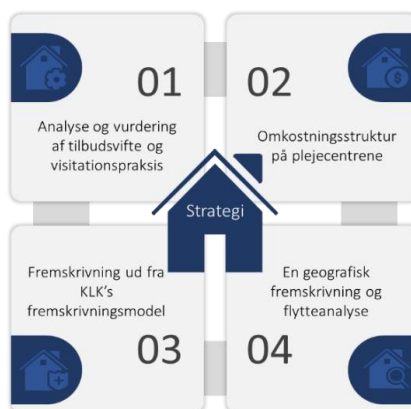 01
Analyse og vurdering
af tilbudsvifte og
visitationspraksis
02
Omkostningsstruktur
på plejecentrene
Strategi
Fremskrivning ud fra
KLK's
fremskrivningsmodel
03
En geografisk
fremskrivning og
flytteanalyse
04